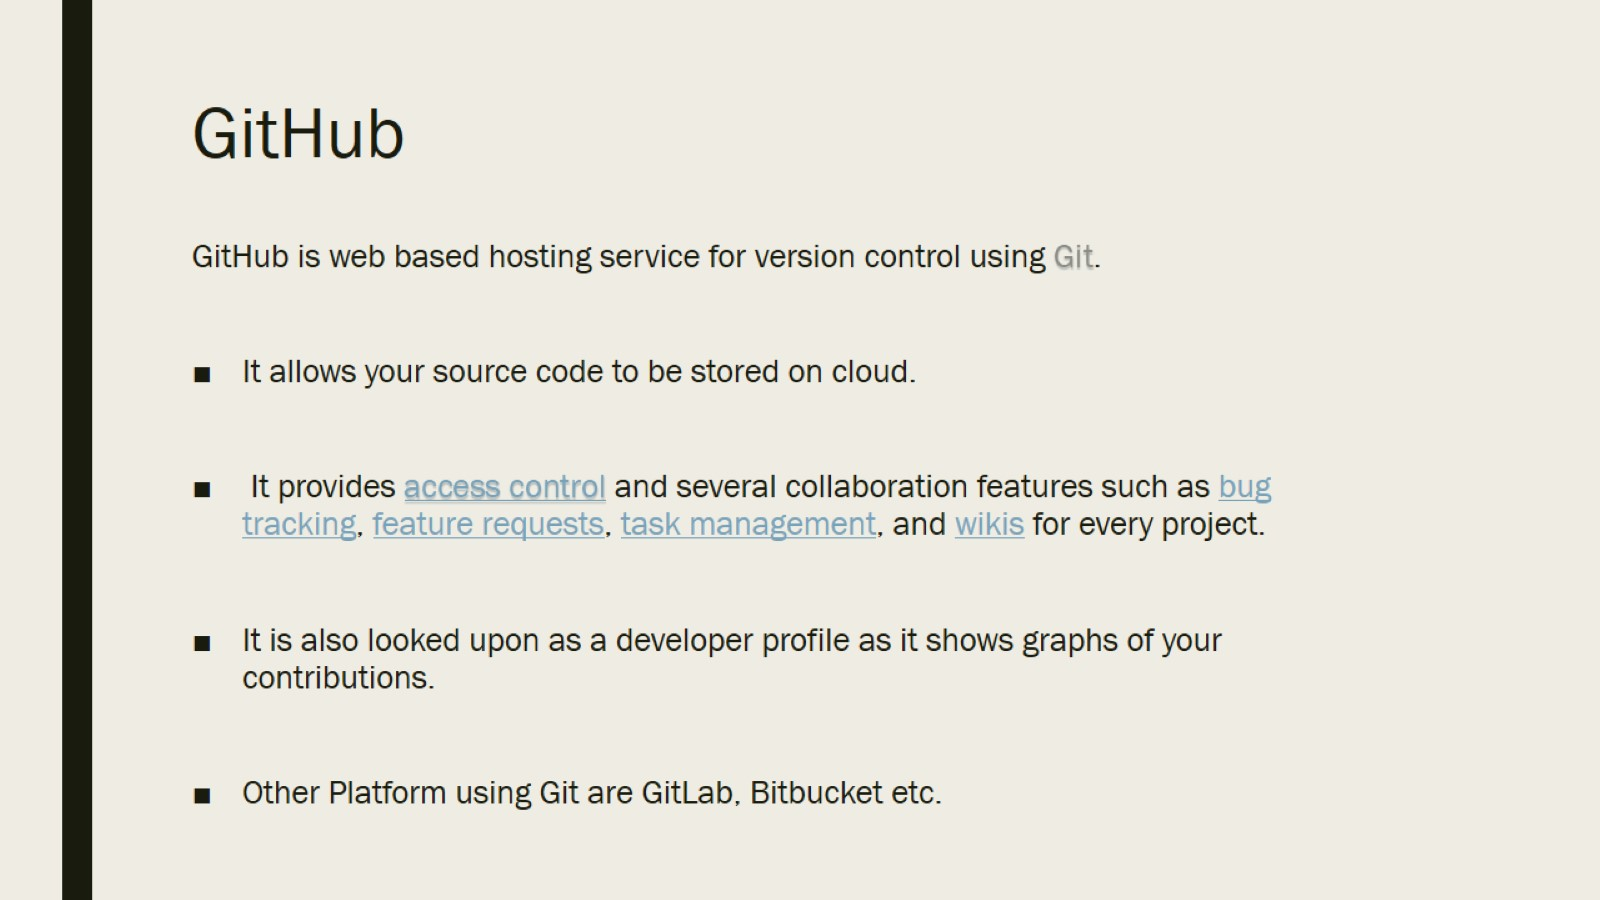 GitHub
GitHub is web based hosting service for version control using Git.
■ It allows your source code to be stored on cloud.
■ It provides access control and several collaboration features such as bug
tracking, feature requests, task management, and wikis for every project.
■ It is also looked upon as a developer profile as it shows graphs of your
contributions.
■ Other Platform using Git are GitLab, Bitbucket etc.